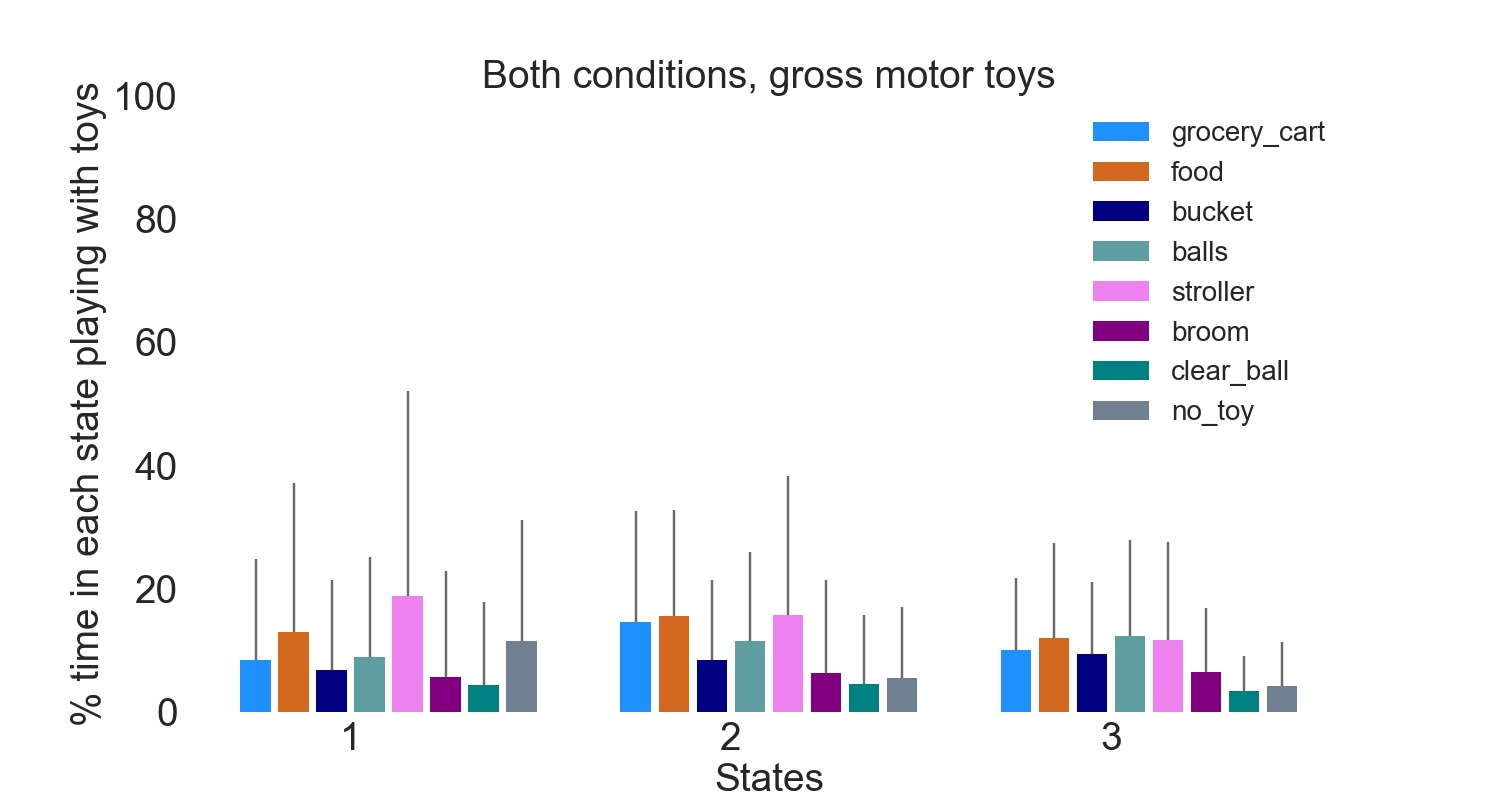 Both conditions, gross motor toys
% time in each state playing with toys
100
80
60
40
20
0
grocery_cart
food
bucket
balls
stroller
broom
clear_ball
no_toy
1 2 3
States